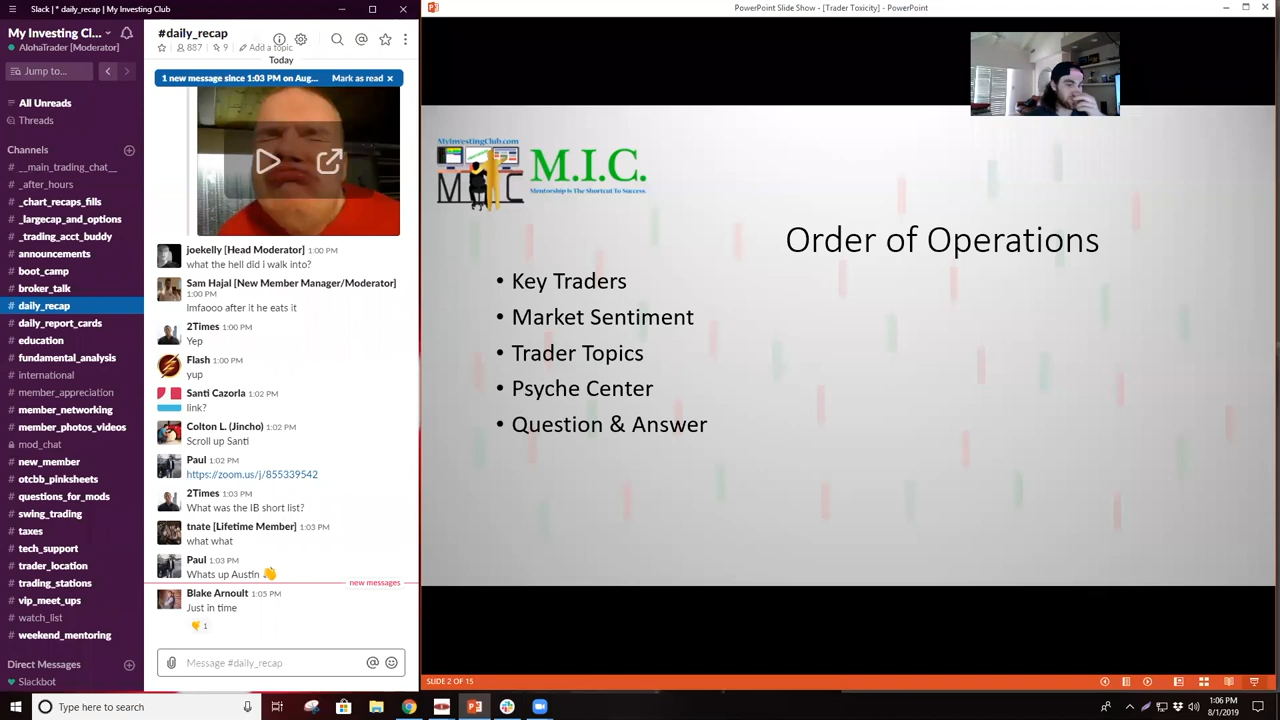 Slack | * daily_recap | My Investing Cl...
My Investing Cl...
AlohaTrader [Moderator]
Jump to...
All Unreads
Threads
Channels
# __main_trading_chat__
# _after_hours
# _chart_recaps_fills
# _largecap_and_options
# _trading_acct_buddy
# announcements
# boot_camp
# broker_talk
# daily_recap
# daily_report_cards
# education
# fundamental_analysis
# international
# member_appreciation
# member_networking
# member_photos_videos
# mod_chat
# new_member
# otcbb_pinksheets
# questions_for_mods
# swing_trading
# taxes
# tech_support
# trader_location
# trading_stations
# vip_meet_ups
# watch_list
# weekend_mentoring
Direct Messages
Slackbot
#daily_recap
887 | 9 | Add a topic
Today
1 new message since 1:03 PM on Aug... Mark as read ×
joekelly [Head Moderator] 1:00 PM
what the hell did i walk into?
Sam Hajal [New Member Manager/Moderator]
1:00 PM
lmfaooo after it he eats it
2Times 1:00 PM
Yep
Flash 1:00 PM
yup
Santi Cazorla 1:02 PM
link?
Colton L. (Jincho) 1:02 PM
Scroll up Santi
Paul 1:02 PM
https://zoom.us/j/855339542
2Times 1:03 PM
What was the IB short list?
tnate [Lifetime Member] 1:03 PM
what what
Paul 1:03 PM
Whats up Austin 👋
new messages
Blake Arnoult 1:05 PM
Just in time
1
Message #daily_recap
PowerPoint Slide Show - [Trader Toxicity] - PowerPoint
MyInvestingClub.com
MIC
M.I.C.
Mentorship Is The Shortcut To Success.
Order of Operations
• Key Traders
• Market Sentiment
• Trader Topics
• Psyche Center
• Question & Answer
SLIDE 2 OF 15
Type here to search
1:06 PM
8/1/2019